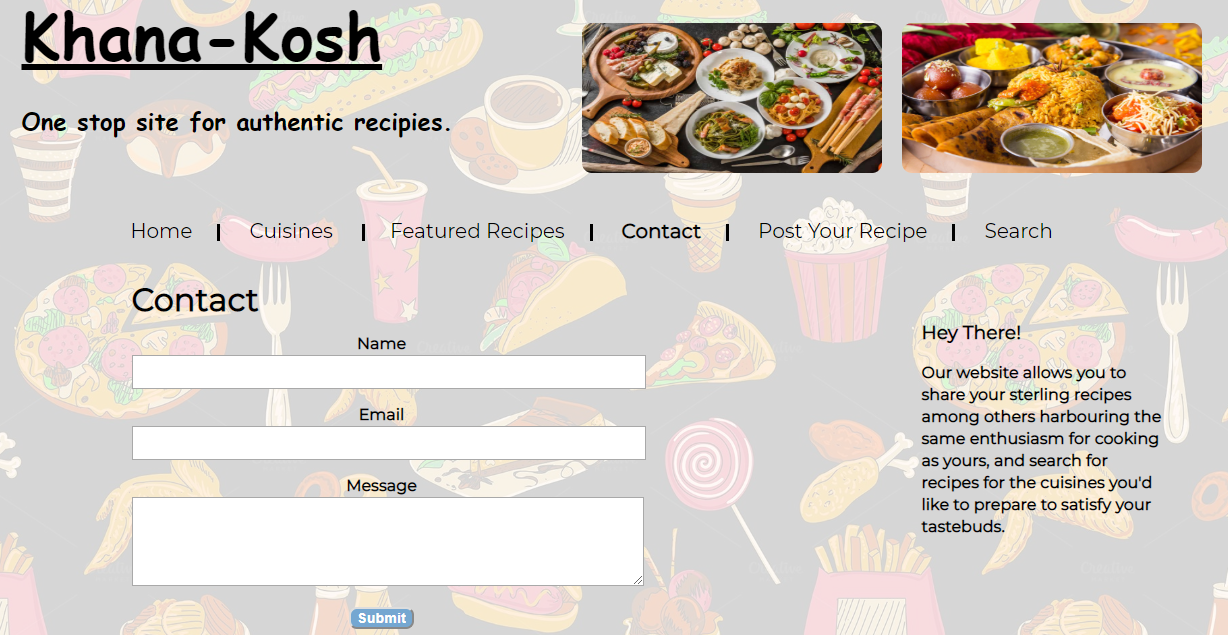 Khana-Kosh
One stop site for authentic recipies.
Home | Cuisines | Featured Recipes | Contact | Post Your Recipe | Search
Contact
Name
Email
Message
Submit
Hey There!
Our website allows you to
share your sterling recipes
among others harbouring the
same enthusiasm for cooking
as yours, and search for
recipes for the cuisines you'd
like to prepare to satisfy your
tastebuds.